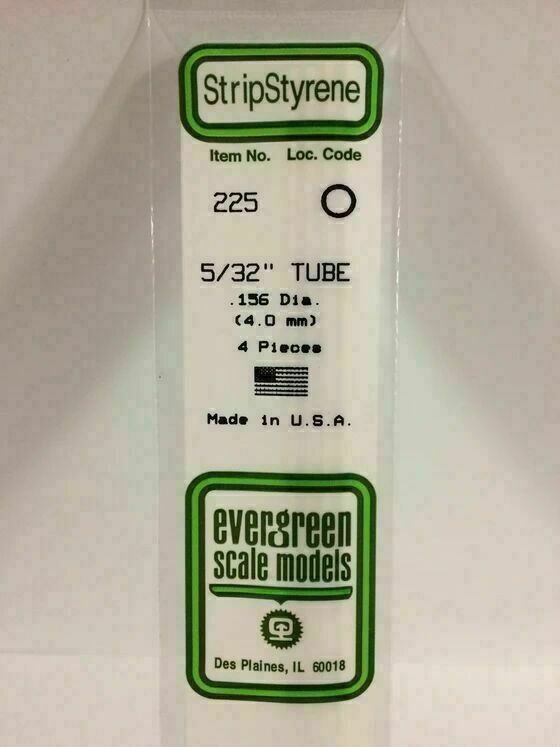 StripStyrene
Item No. Loc. Code
225
5/32" TUBE
.156 Dia.
(4.0 mm)
4 Pieces
Made in U.S.A.
evergreen
scale models
Des Plaines, IL 60018